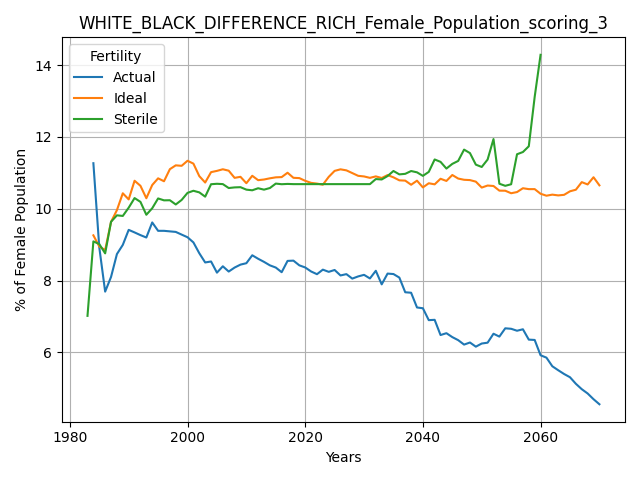 WHITE_BLACK_DIFFERENCE_RICH_Female_Population_scoring_3
Fertility
Actual
Ideal
Sterile
% of Female Population
14
12
10
8
6
1980
2000
2020
2040
2060
Years